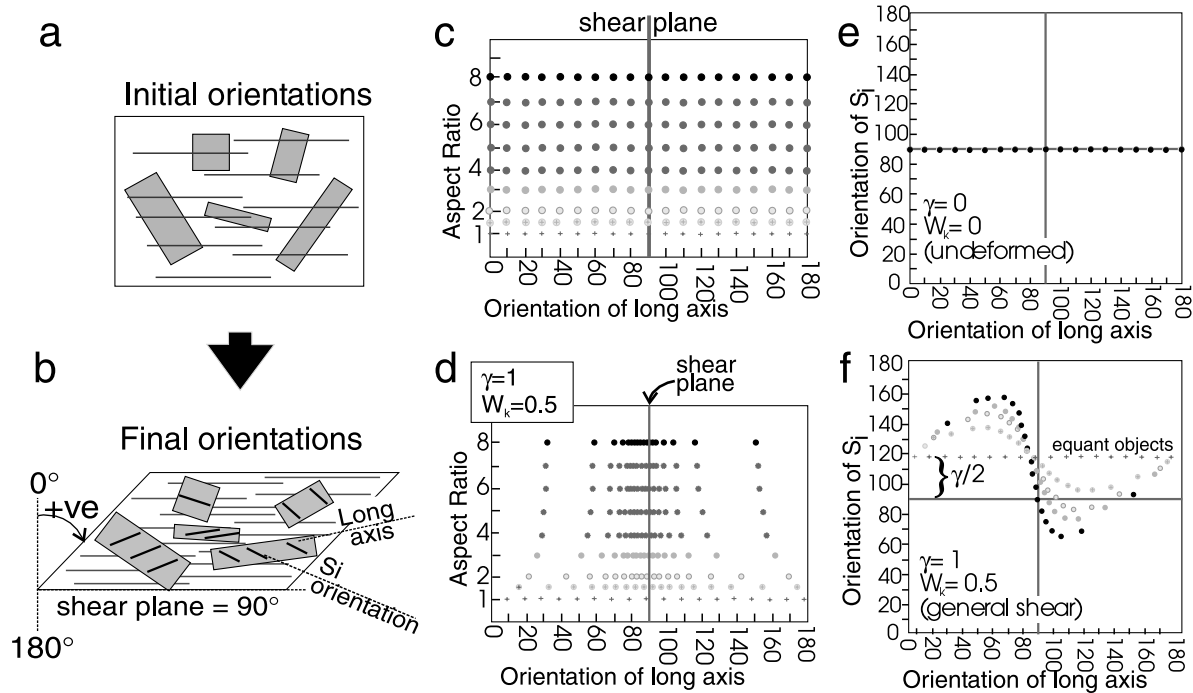 a
Initial orientations
b
Final orientations
0°
+ve
Long
axis
Si
orientation
shear plane = 90°
180°
c
shear plane
Aspect Ratio
8
6
4
2
1
0 20 40 60 80 100 120 140 160 180
Orientation of long axis
d
γ=1
Wk=0.5
shear
plane
Aspect Ratio
8
6
4
2
1
0 20 40 60 80 100 120 140 160 180
Orientation of long axis
e
Orientation of Si
180
160
140
120
100
80
60
40
20
0
γ=0
Wk=0
(undeformed)
0 20 40 60 80 100 120 140 160 180
Orientation of long axis
f
Orientation of Si
180
160
140
120
100
80
60
40
20
0
equant objects
} γ/2
γ=1
Wk=0.5
(general shear)
20 40 60 80 100 120 140 160 180
Orientation of long axis